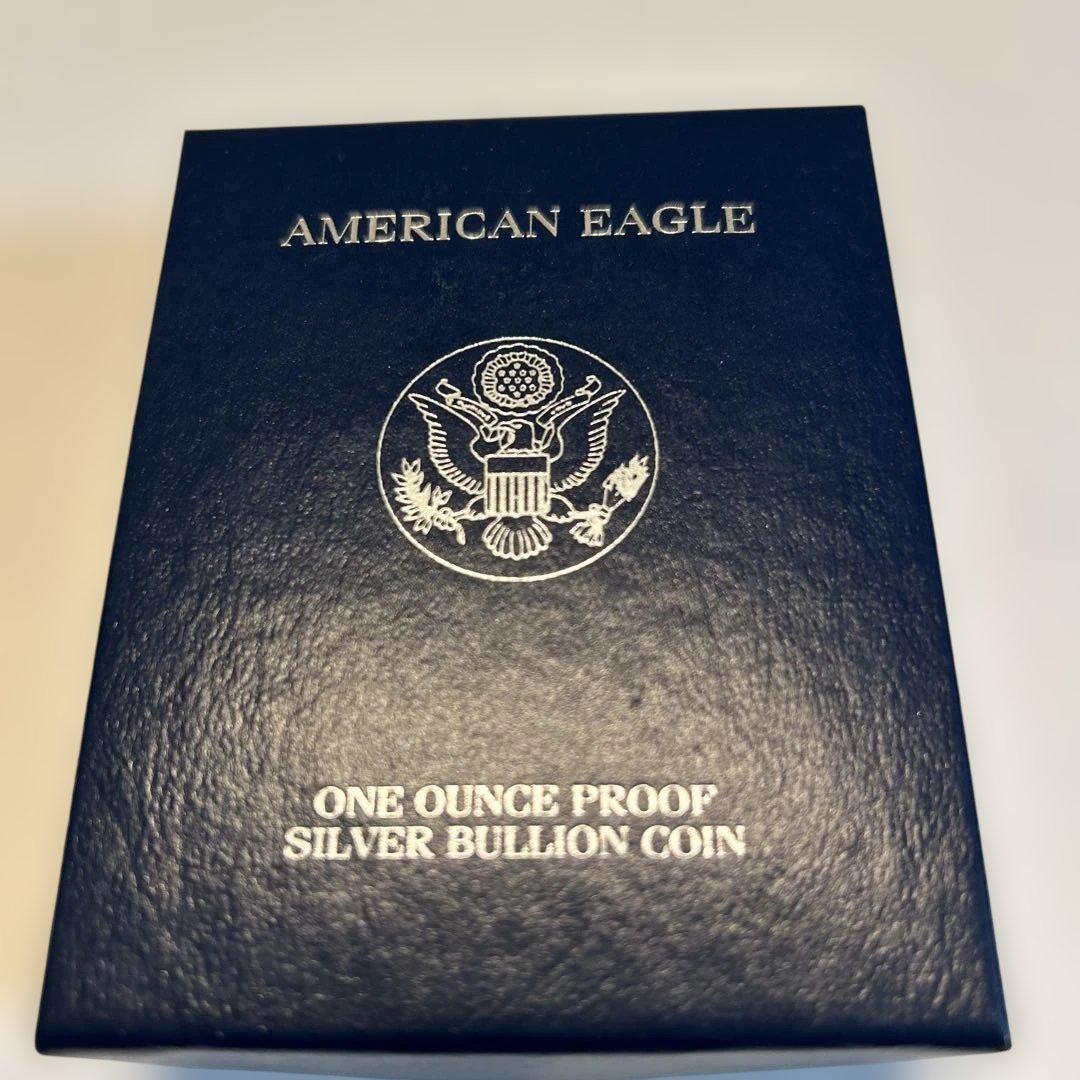 AMERICAN EAGLE
ONE OUNCE PROOF
SILVER BULLION COIN